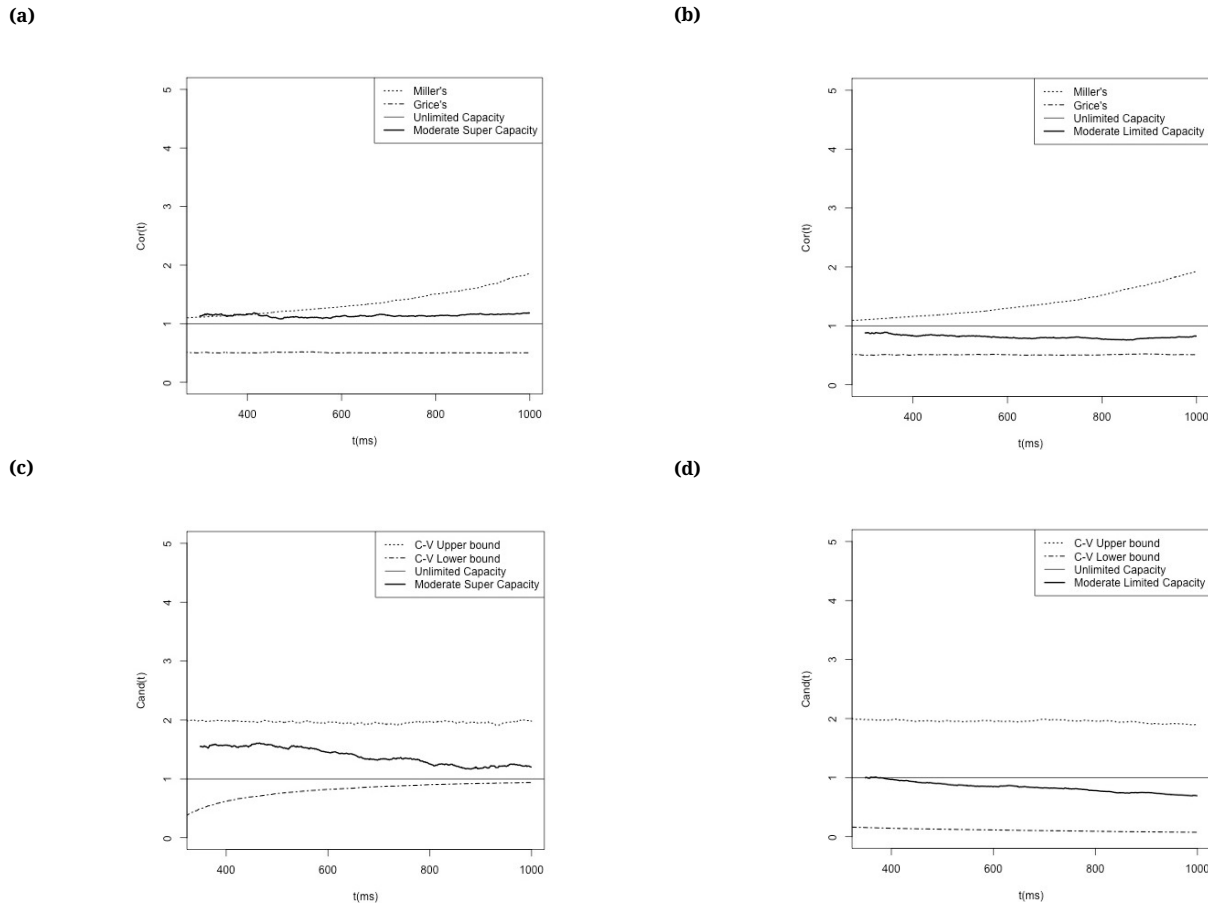 (a)
Miller's
Grice's
Unlimited Capacity
Moderate Super Capacity
Cor(t)
0
1
2
3
4
5
400
600
800
1000
t(ms)
(b)
Miller's
Grice's
Unlimited Capacity
Moderate Limited Capacity
Cor(t)
0
1
2
3
4
5
400
600
800
1000
t(ms)
(c)
C-V Upper bound
C-V Lower bound
Unlimited Capacity
Moderate Super Capacity
Cand(t)
0
1
2
3
4
5
400
600
800
1000
t(ms)
(d)
C-V Upper bound
C-V Lower bound
Unlimited Capacity
Moderate Limited Capacity
Cand(t)
0
1
2
3
4
5
400
600
800
1000
t(ms)